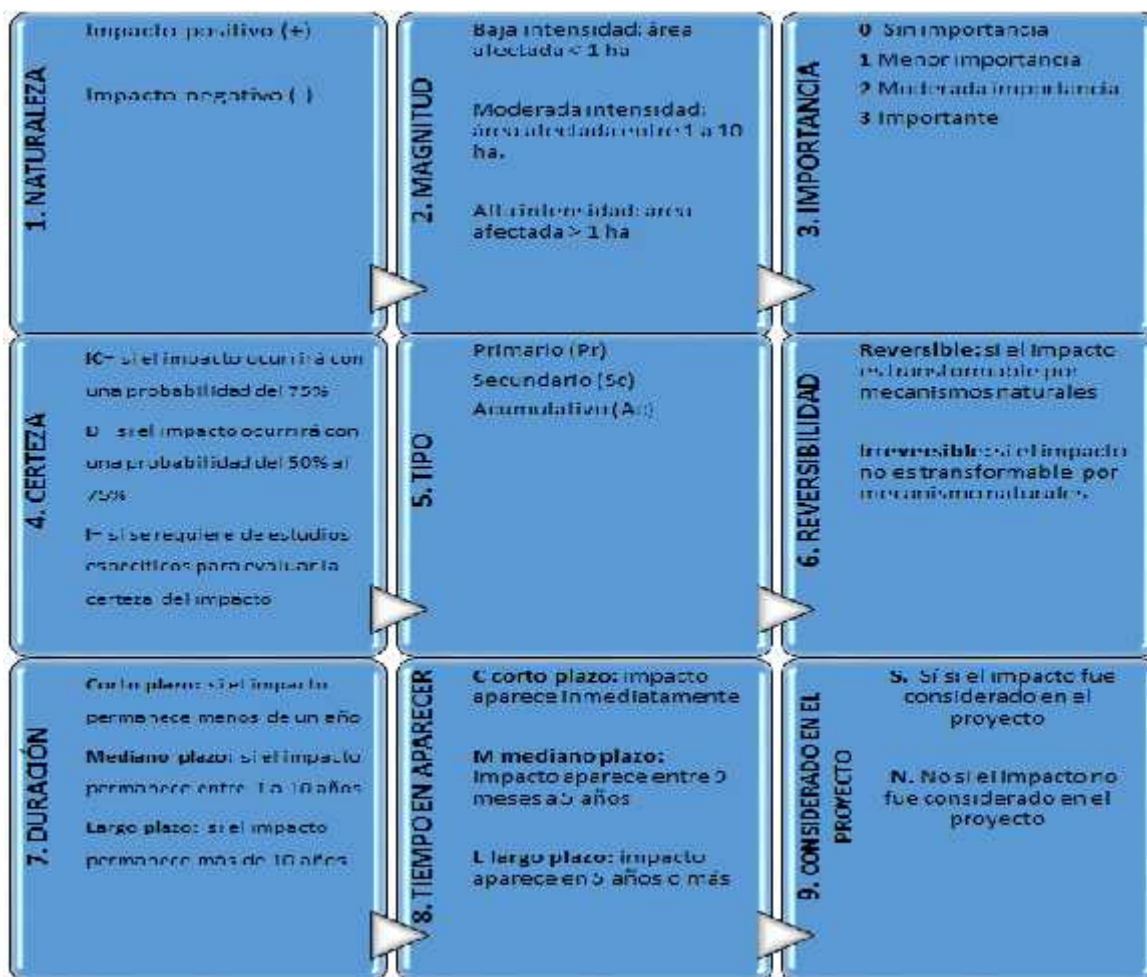 1. NATURALEZA
Impacto positivo (+)
Impacto negativo (-)
2. MAGNITUD
Baja intensidad: área
afectada < 1 ha
Moderada intensidad:
área afectada entre 1 a 10
ha.
Alta intensidad: área
afectada > 1 ha
3. IMPORTANCIA
0 Sin importancia
1 Menor importancia
2 Moderada importancia
3 Importante
4. CERTEZA
si el impacto ocurrirá con
una probabilidad del 75%
D si el impacto ocurrirá con
una probabilidad del 50% al
75%
I- si se requiere de estudios
específicos para evaluar la
certeza del impacto
5. TIPO
Primario (Pr)
Secundario (Sc)
Acumulativo (Ac)
6. REVERSIBILIDAD
Reversible: si el impacto
es transformable por
mecanismos naturales
Irreversible: si el impacto
no es transformable por
mecanismo naturales
7. DURACIÓN
Corto plazo: si el impacto
permanece menos de un año
Mediano plazo: si el impacto
permanece entre 1 a 10 años
Largo plazo: si el impacto
permanece más de 10 años
8. TIEMPO EN APARECER
C corto plazo: impacto
aparece inmediatamente
M mediano plazo:
impacto aparece entre 9
meses a 5 años
L largo plazo: impacto
aparece en 5 años o más
9. CONSIDERADO EN EL
PROYECTO
S. Sí si el impacto fue
considerado en el
proyecto
N. No si el impacto no
fue considerado en el
proyecto